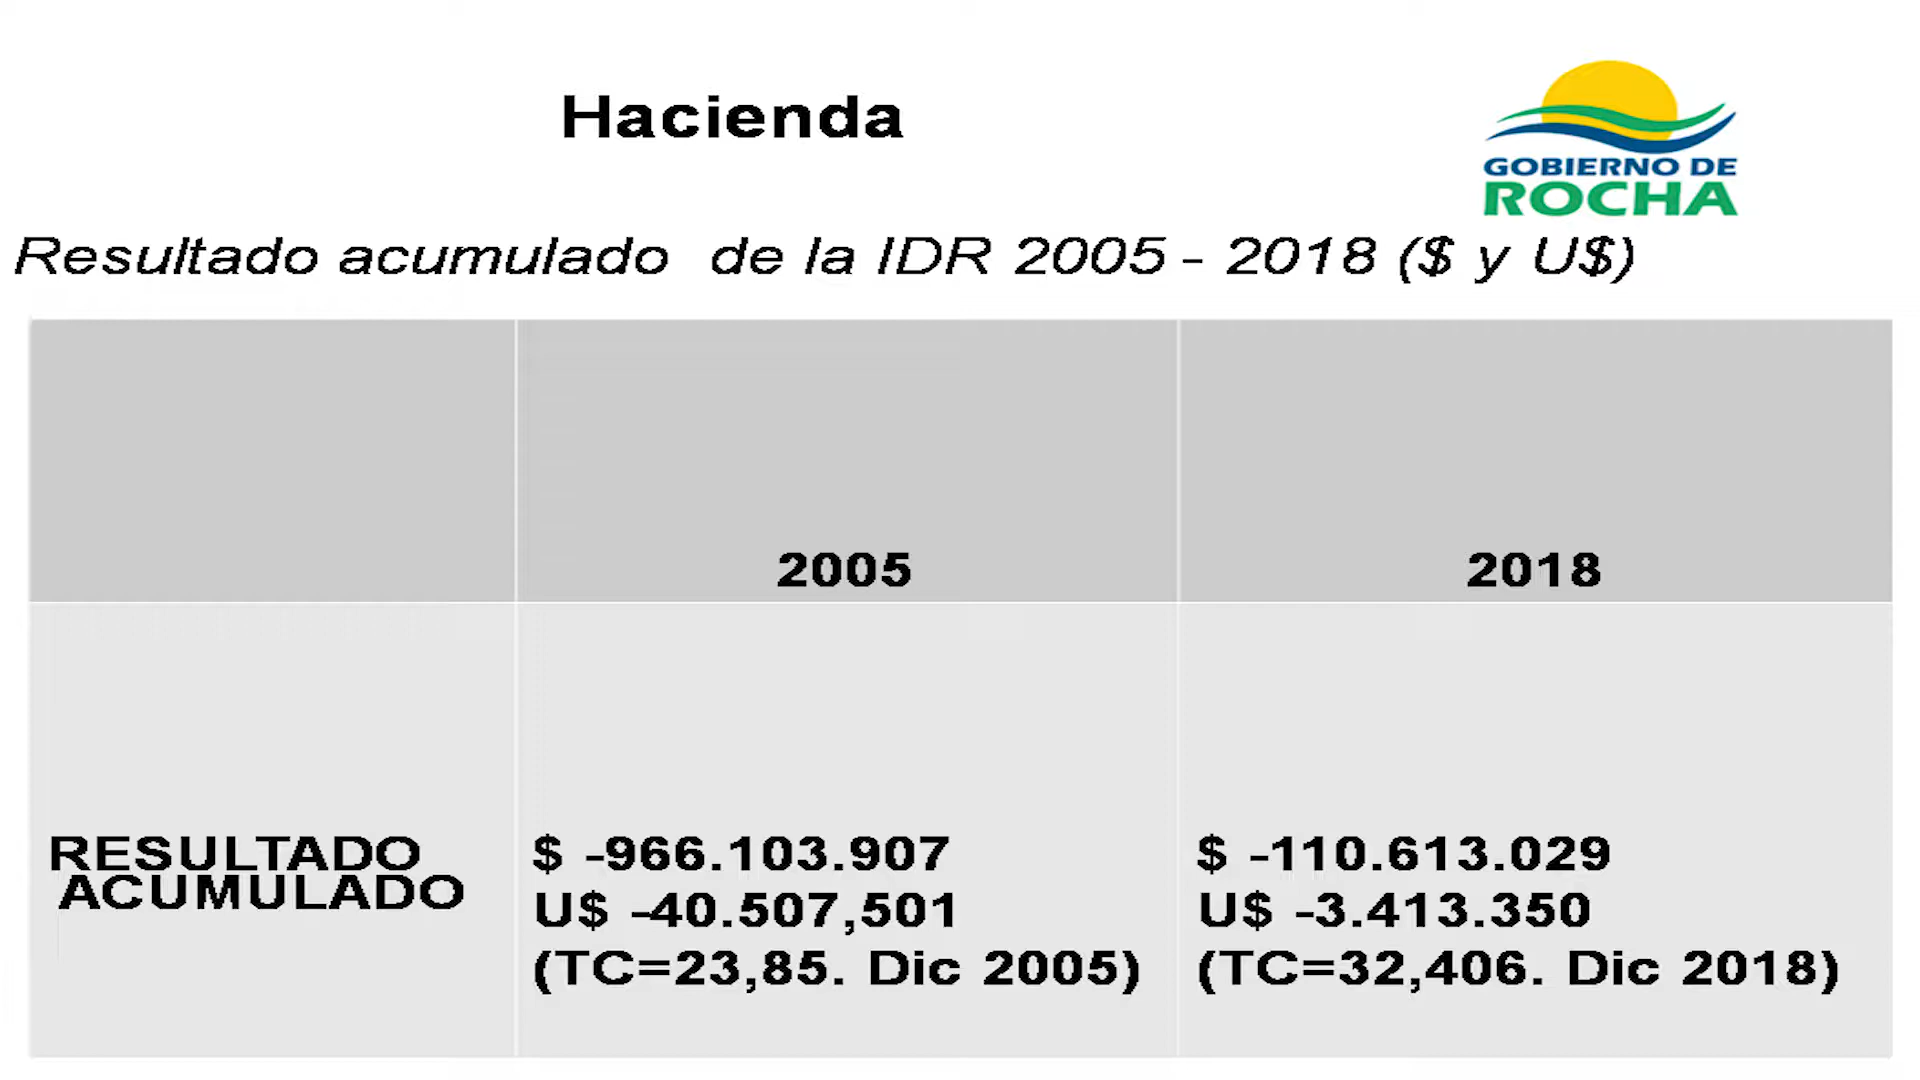 Hacienda
GOBIERNO DE
ROCHA
Resultado acumulado de la IDR 2005 - 2018 ($ y U$)
2005
2018
RESULTADO
ACUMULADO
$ -966.103.907
U$ -40.507,501
(TC=23,85. Dic 2005)
$ -110.613.029
U$ -3.413.350
(TC=32,406. Dic 2018)